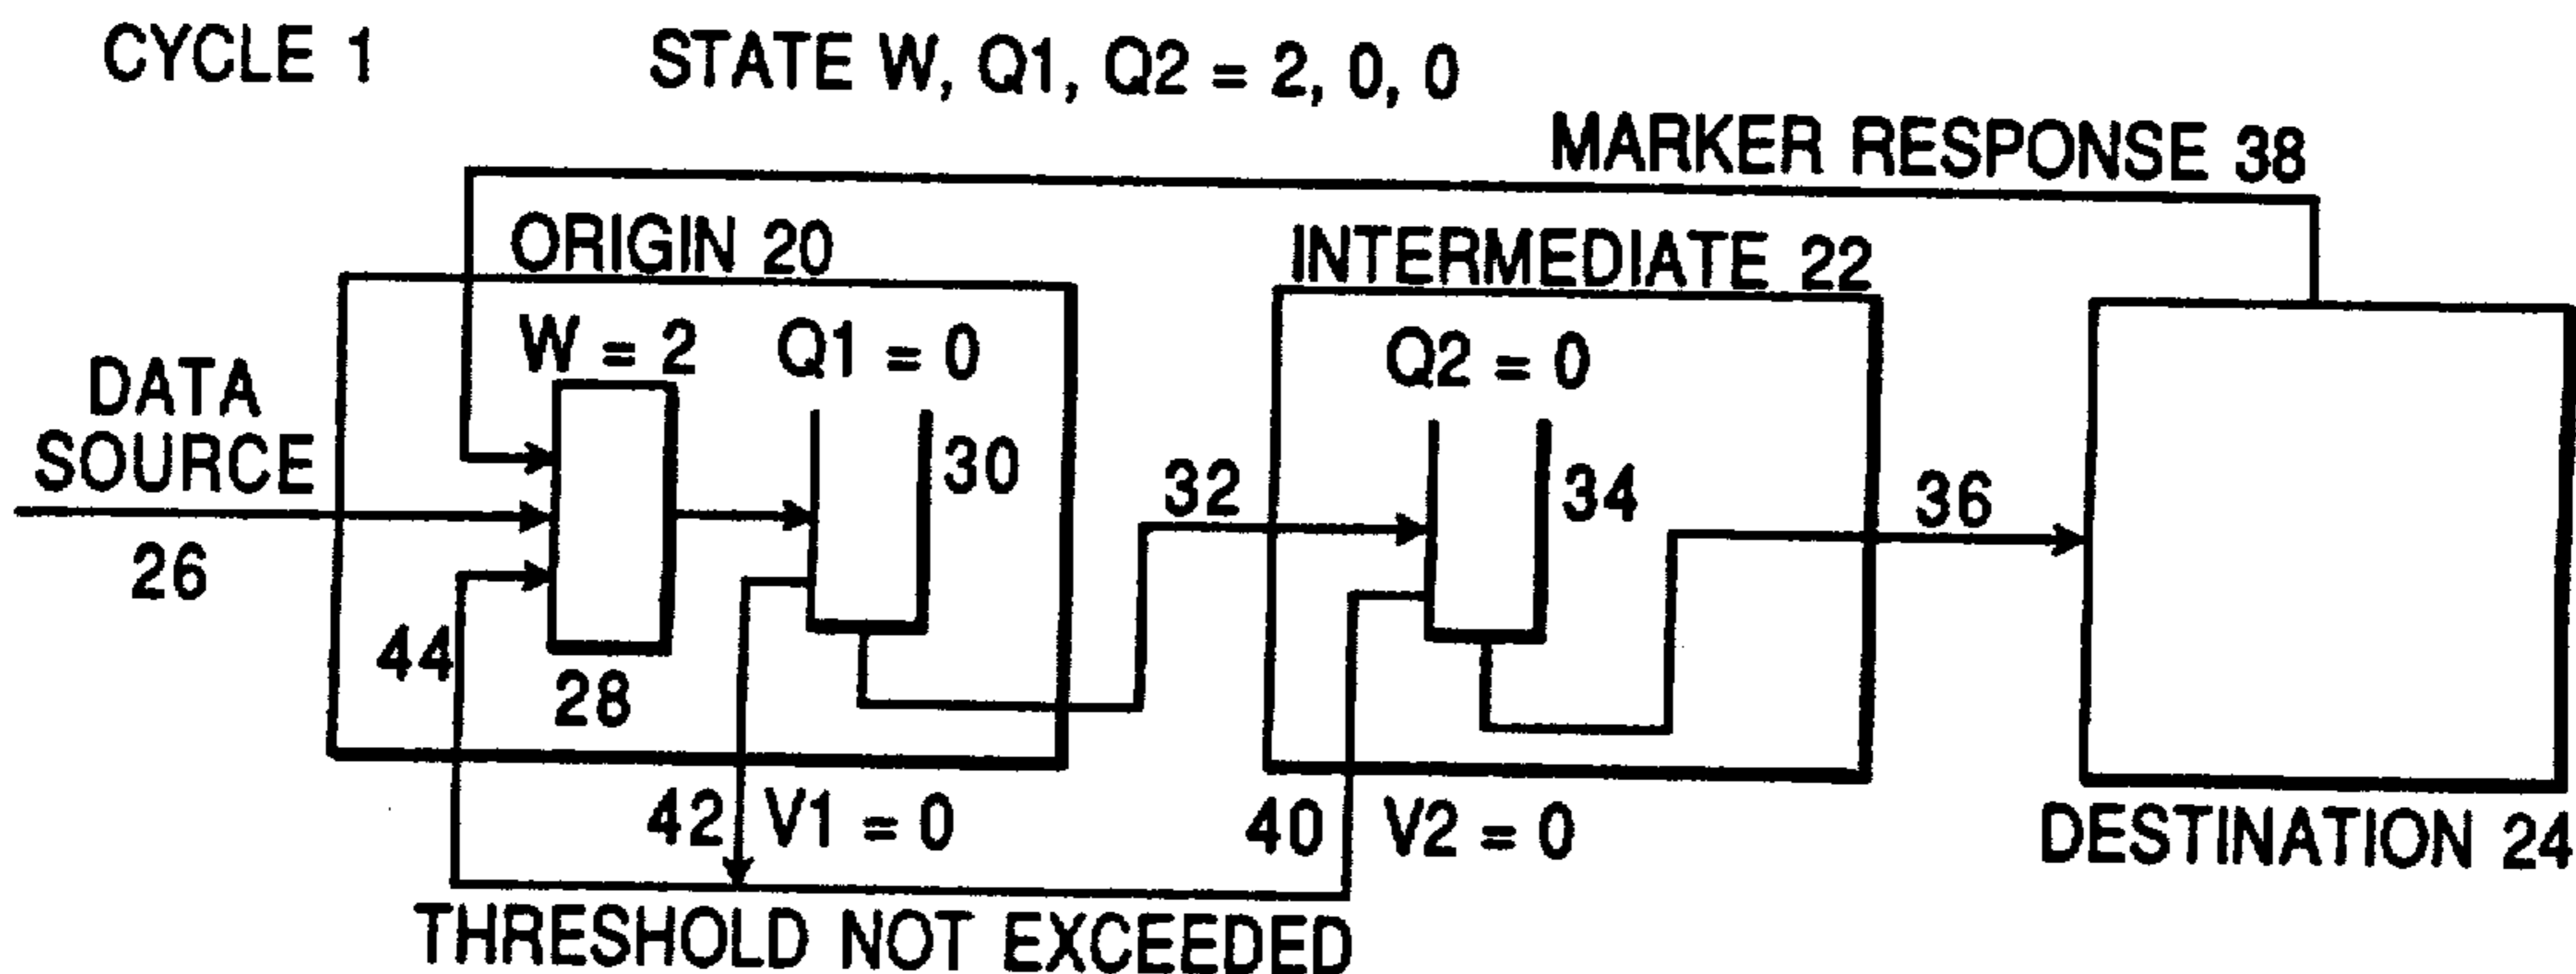 CYCLE 1
STATE W, Q1, Q2 = 2, 0, 0
MARKER RESPONSE 38
ORIGIN 20
INTERMEDIATE 22
W = 2
Q1 = 0
Q2 = 0
DATA
SOURCE
30
32
34
36
26
44
28
42
V1 = 0
40
V2 = 0
DESTINATION 24
THRESHOLD NOT EXCEEDED